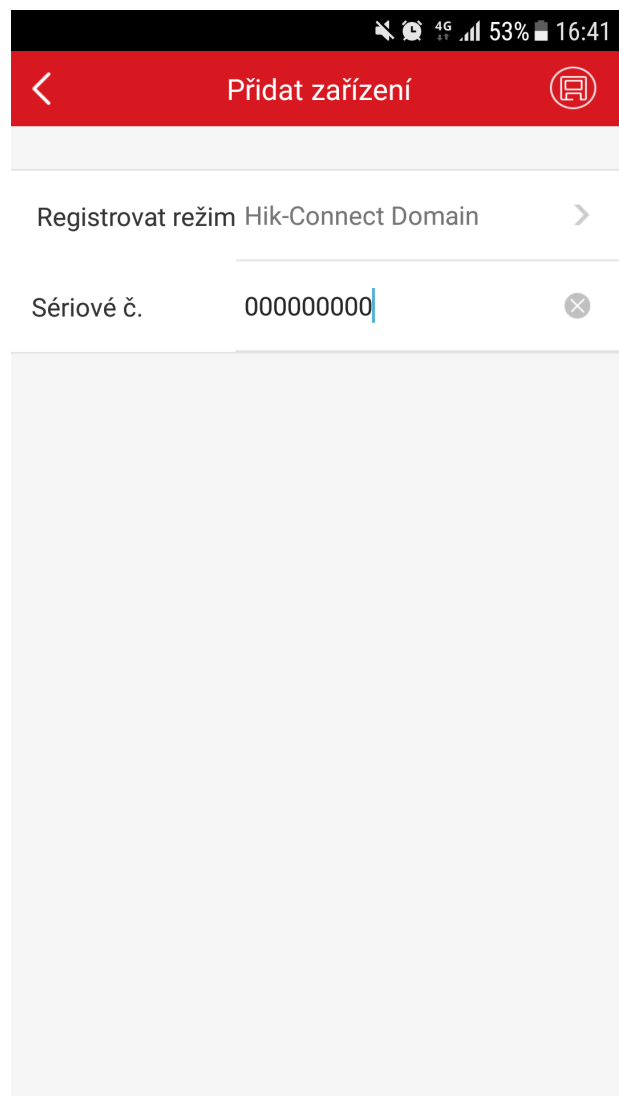 4G 53% 16:41
Přidat zařízení
Registrovat režim Hik-Connect Domain
Sériové č. 000000000